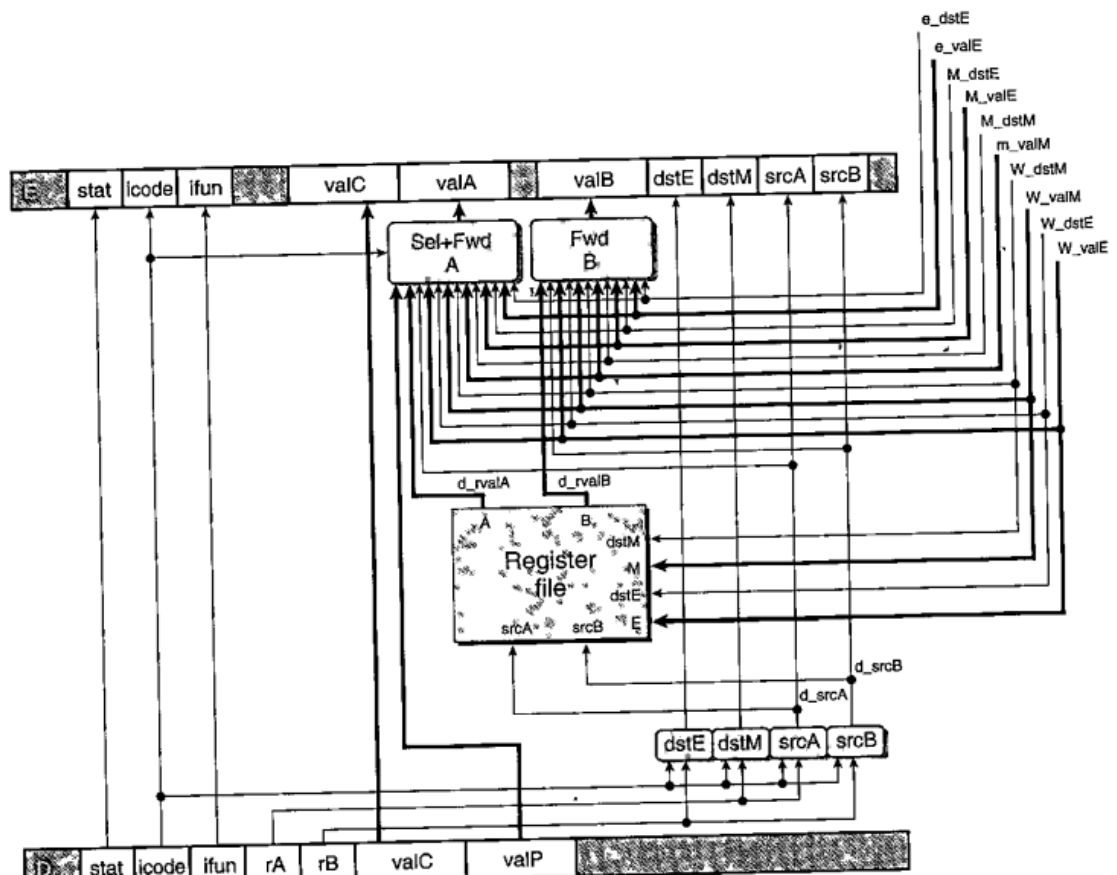 e_dstE
e_valE
M_dstE
M_valE
M_dstM
m_valM
W_dstM
W_valM
W_dstE
W_valE
E stat icode ifun valC valA valB dstE dstM srcA srcB
Sel+Fwd
A
Fwd
B
d_rvalA d_rvalB
A B
dstM
Register
file
M
dstE
srcA srcB E
d_srcB
d_srcA
dstE dstM srcA srcB
D stat icode ifun rA rB valC valP